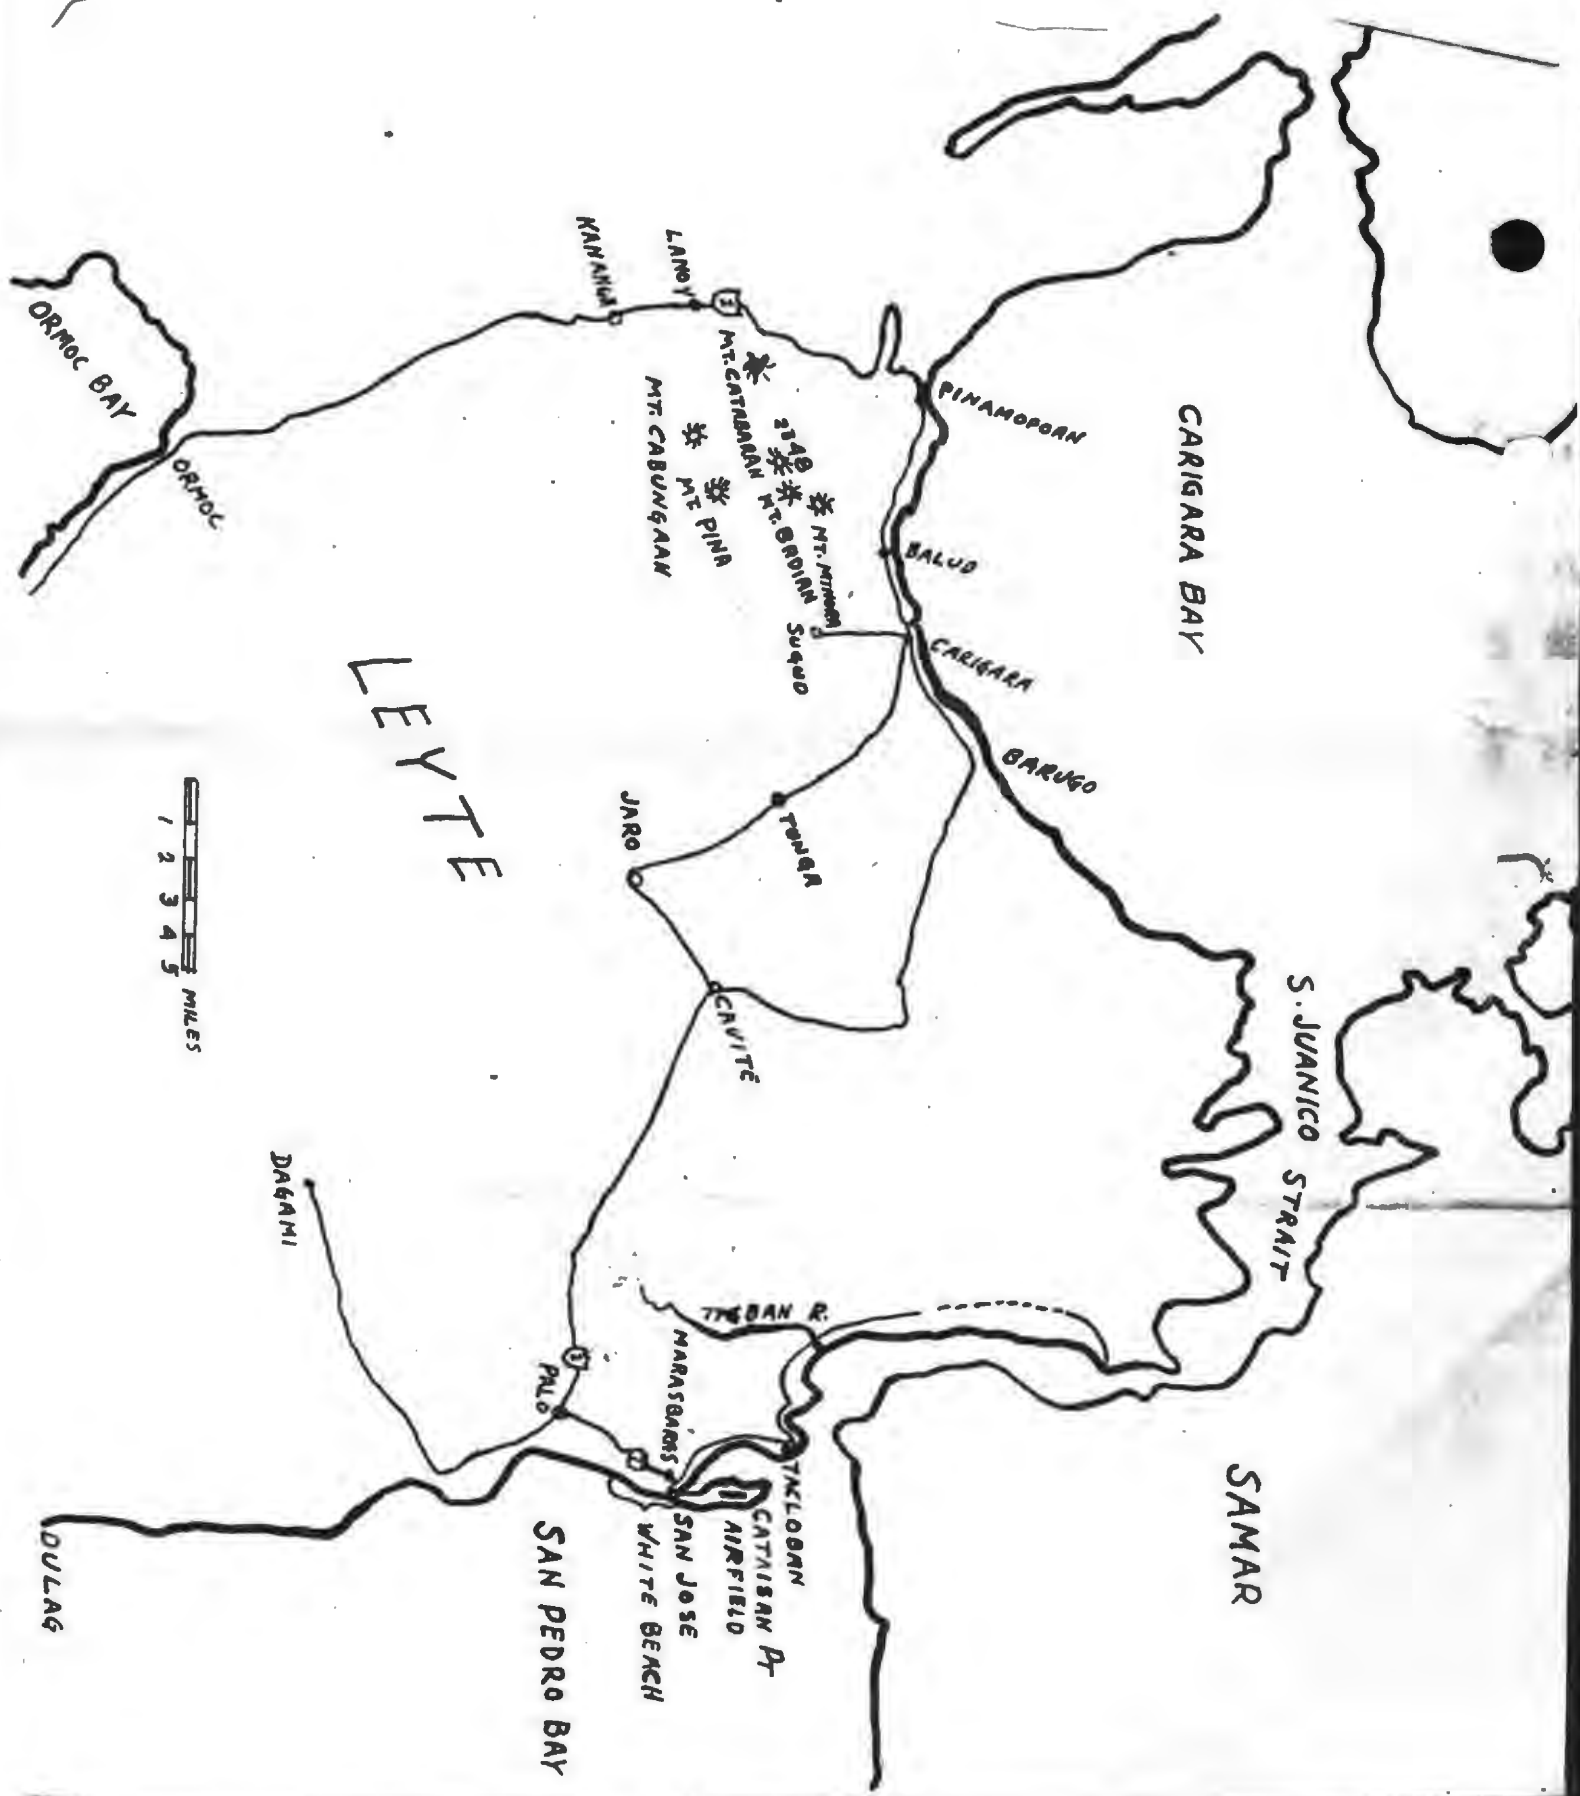 CARIGARA BAY
S. JUANICO STRAIT
SAMAR
PINAMOPOAN
BALUD
CARIGARA
BARUGO
LANOY
KANANGA
MT. CATABARAN
2348
MT. BADIAN
MT. MINORA
MT. PINA
MT. CABUNGAAN
SUGUD
TUNGA
JARO
CAVITE
ORMOC BAY
ORMOC
LEYTE
1 2 3 4 5 MILES
DAGAMI
R.
MARASBARAS
PALO
TACLOBAN
CATAISAN PT
AIRFIELD
SAN JOSE
WHITE BEACH
SAN PEDRO BAY
DULAG